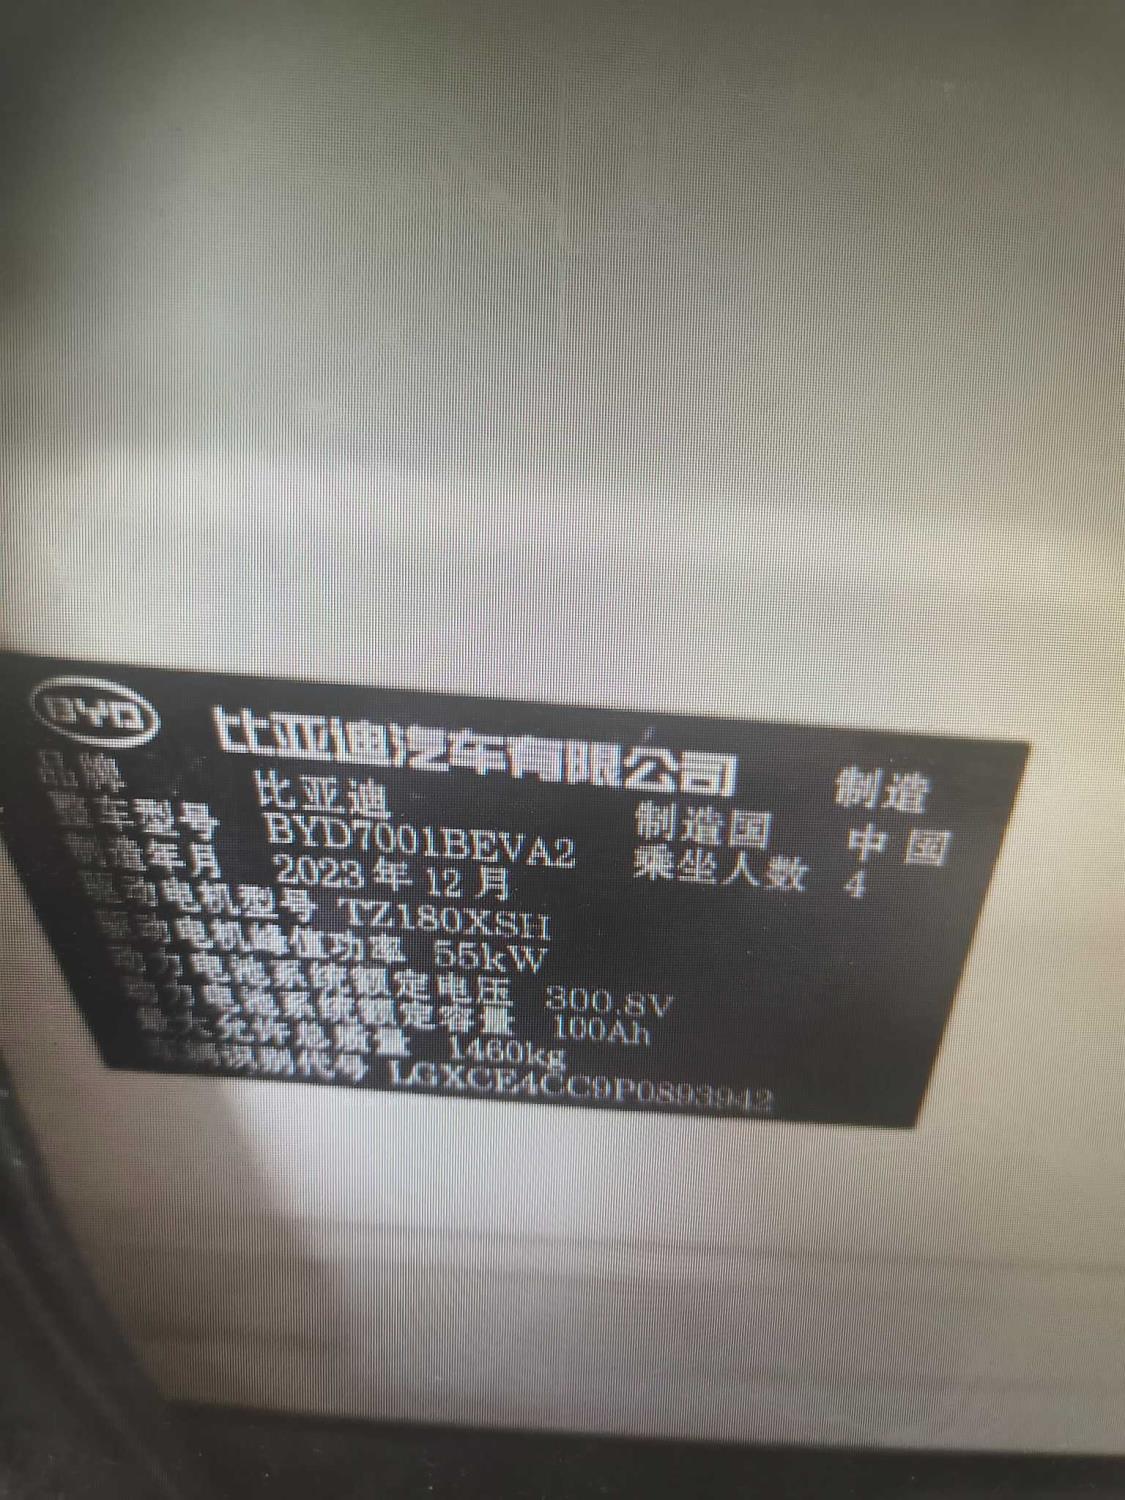 BYD 比亚迪汽车有限公司 制造
品牌 比亚迪 制造国 中国
整车型号 BYD7001BEVA2 乘坐人数 4
制造年月 2023年12月
驱动电机型号 TZ180XSH
驱动电机峰值功率 55kW
动力电池系统额定电压 300.8V
动力电池系统额定容量 100Ah
最大允许总质量 1460kg
车辆识别代号 LGXCE4CC9P0893942